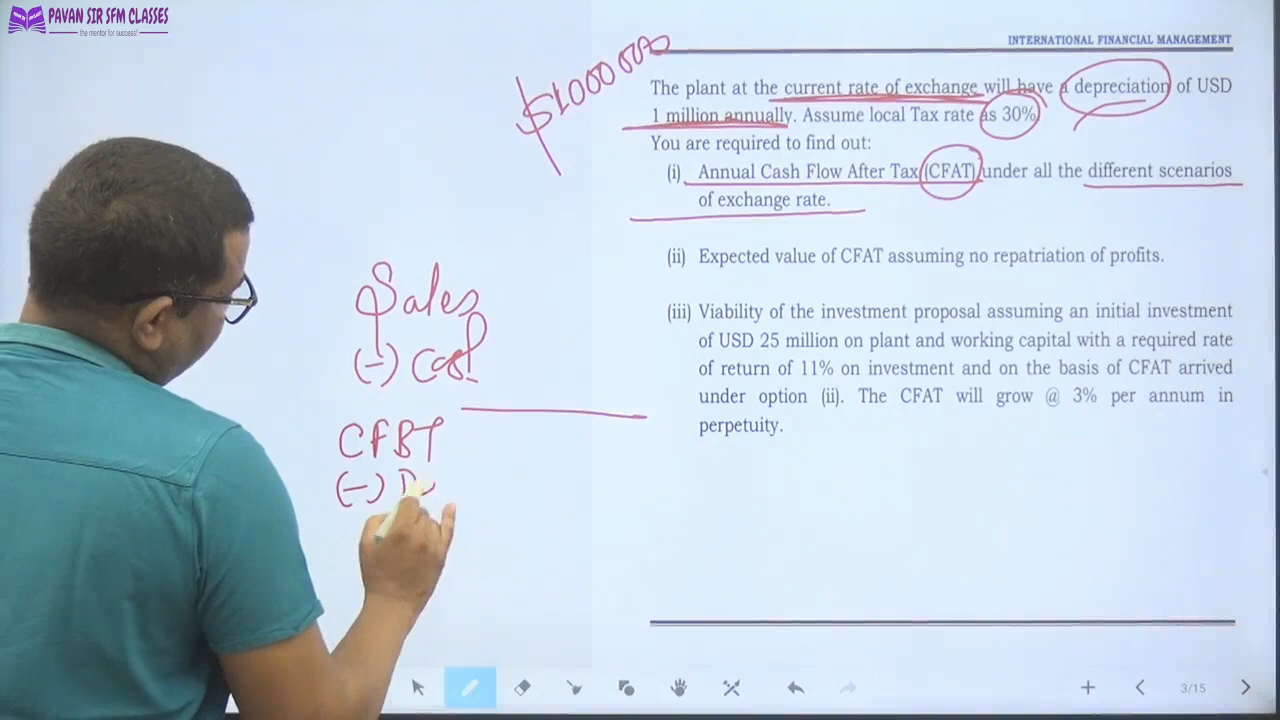 PAVAN SIR SFM CLASSES
the mentor for success!
INTERNATIONAL FINANCIAL MANAGEMENT
$1000000
The plant at the current rate of exchange will have a depreciation of USD
1 million annually. Assume local Tax rate as 30%
You are required to find out:
(i) Annual Cash Flow After Tax (CFAT) under all the different scenarios
of exchange rate.
(ii) Expected value of CFAT assuming no repatriation of profits.
(iii) Viability of the investment proposal assuming an initial investment
of USD 25 million on plant and working capital with a required rate
of return of 11% on investment and on the basis of CFAT arrived
under option (ii). The CFAT will grow @ 3% per annum in
perpetuity.
Sales
(-) Cost
CFBT
(-) D
3/15